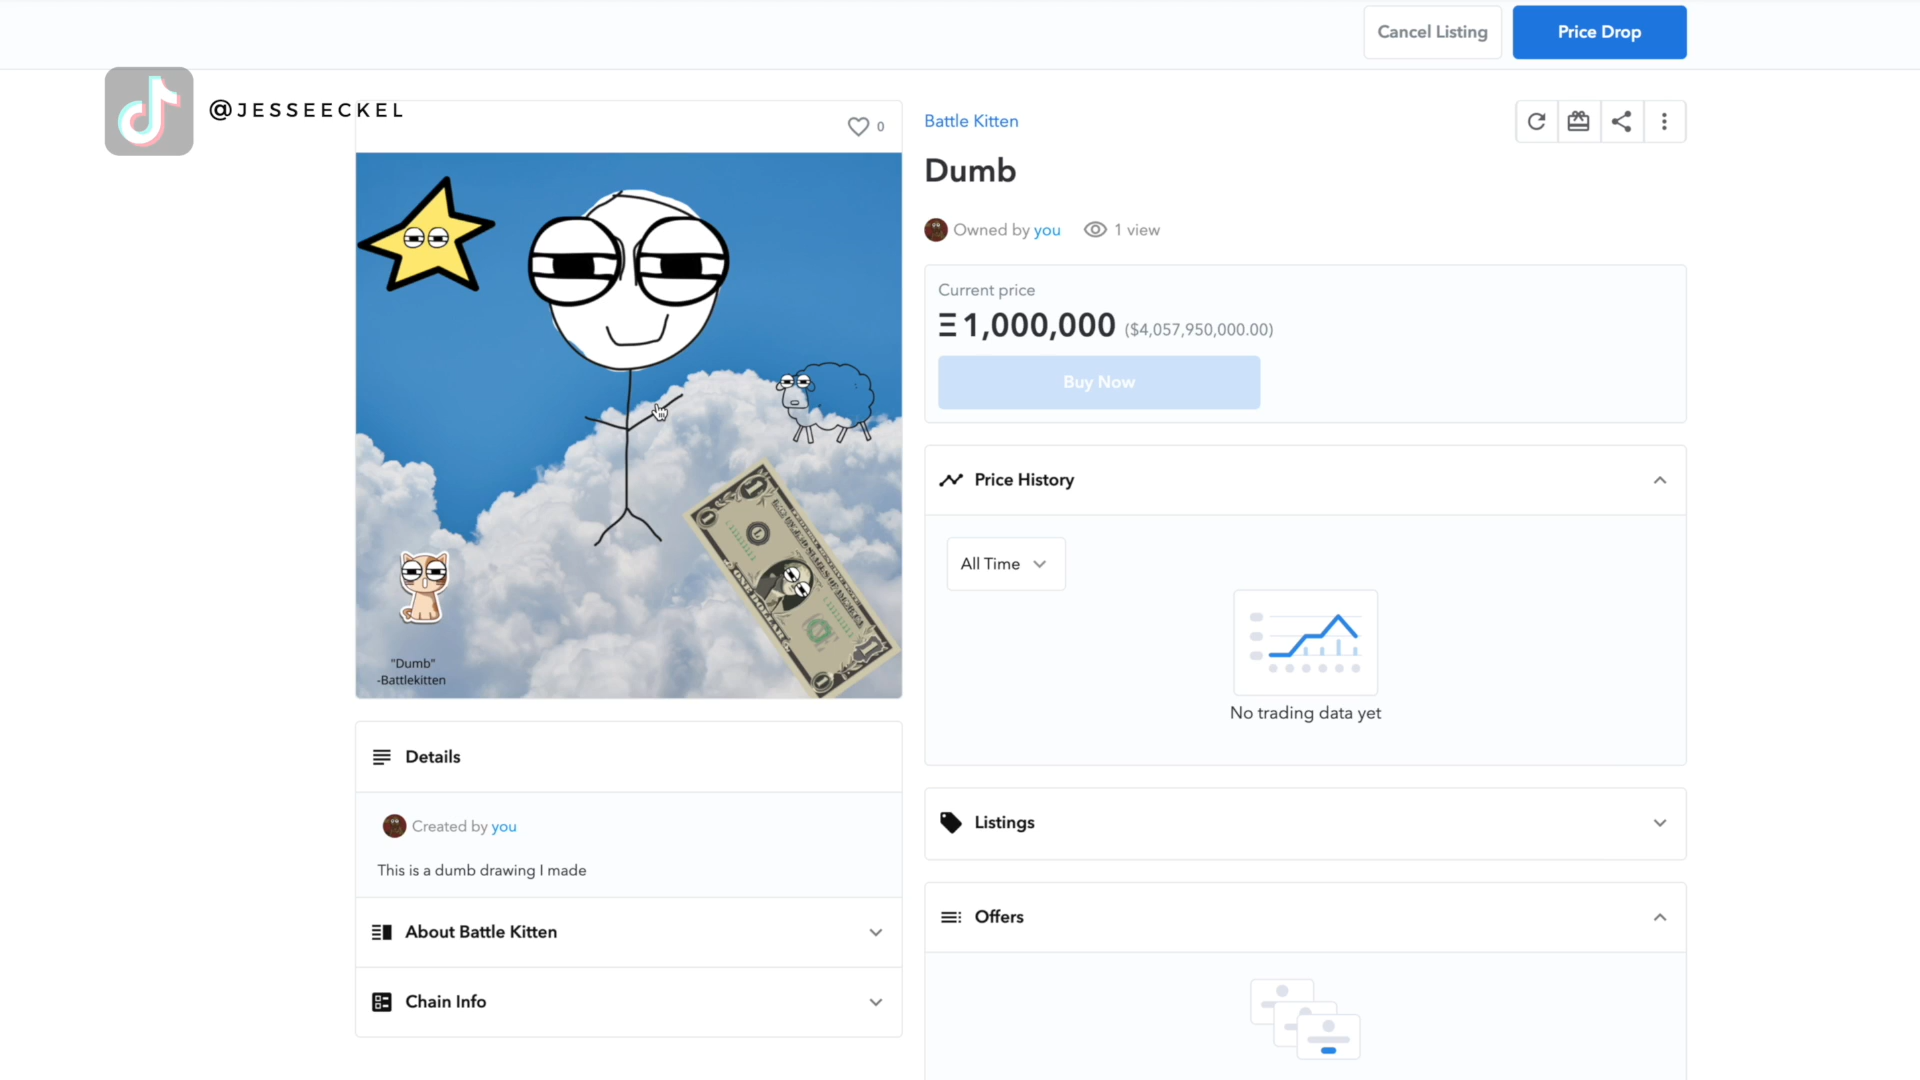 Cancel Listing
Price Drop
@JESSEECKEL
0
Battle Kitten
Dumb
Owned by you
1 view
Current price
Ξ 1,000,000 ($4,057,950,000.00)
Buy Now
Price History
All Time
No trading data yet
"Dumb"
-Battlekitten
Details
Created by you
This is a dumb drawing I made
About Battle Kitten
Chain Info
Listings
Offers